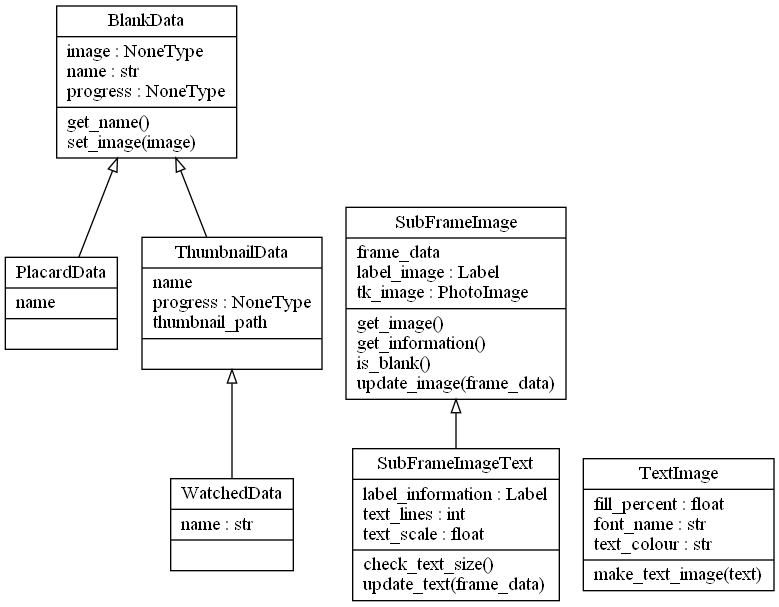 BlankData
image : NoneType
name : str
progress : NoneType
get_name()
set_image(image)
PlacardData
name
ThumbnailData
name
progress : NoneType
thumbnail_path
SubFrameImage
frame_data
label_image : Label
tk_image : PhotoImage
get_image()
get_information()
is_blank()
update_image(frame_data)
WatchedData
name : str
SubFrameImageText
label_information : Label
text_lines : int
text_scale : float
check_text_size()
update_text(frame_data)
TextImage
fill_percent : float
font_name : str
text_colour : str
make_text_image(text)